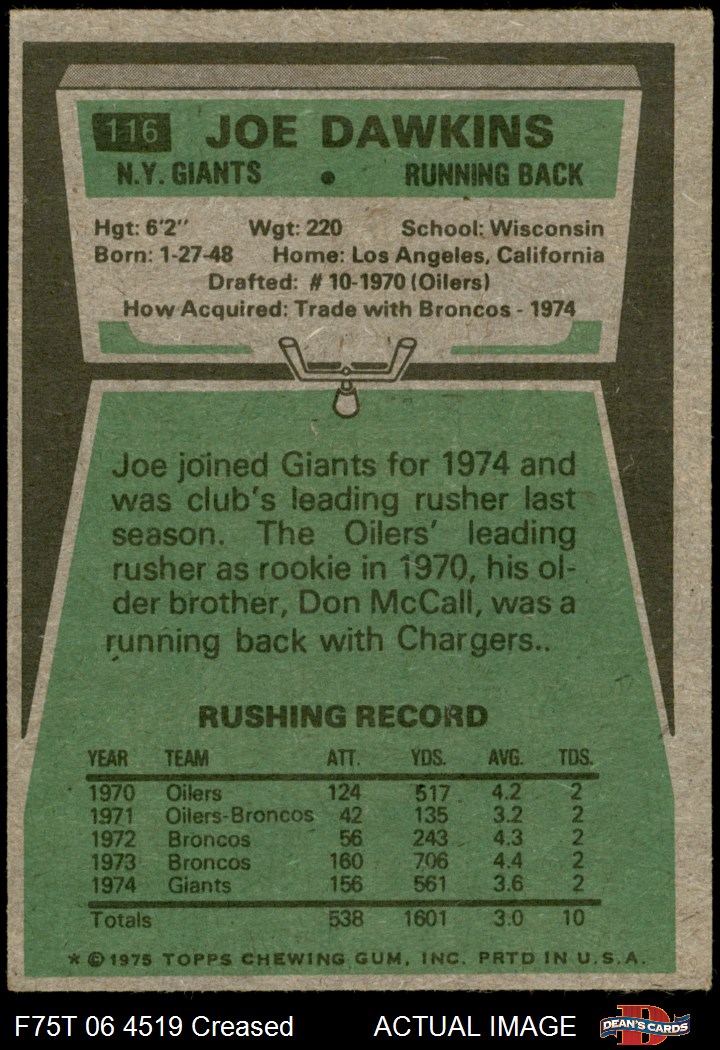 116 JOE DAWKINS
N.Y. GIANTS • RUNNING BACK
Hgt: 6'2" Wgt: 220 School: Wisconsin
Born: 1-27-48 Home: Los Angeles, California
Drafted: # 10-1970 (Oilers)
How Acquired: Trade with Broncos - 1974
Joe joined Giants for 1974 and
was club's leading rusher last
season. The Oilers' leading
rusher as rookie in 1970, his ol-
der brother, Don McCall, was a
running back with Chargers..
RUSHING RECORD
YEAR TEAM ATT. YDS. AVG. TDS.
1970 Oilers 124 517 4.2 2
1971 Oilers-Broncos 42 135 3.2 2
1972 Broncos 56 243 4.3 2
1973 Broncos 160 706 4.4 2
1974 Giants 156 561 3.6 2
Totals 538 1601 3.0 10
* © 1975 TOPPS CHEWING GUM, INC. PRTD IN U.S.A.
F75T 06 4519 Creased ACTUAL IMAGE D DEAN'S CARDS